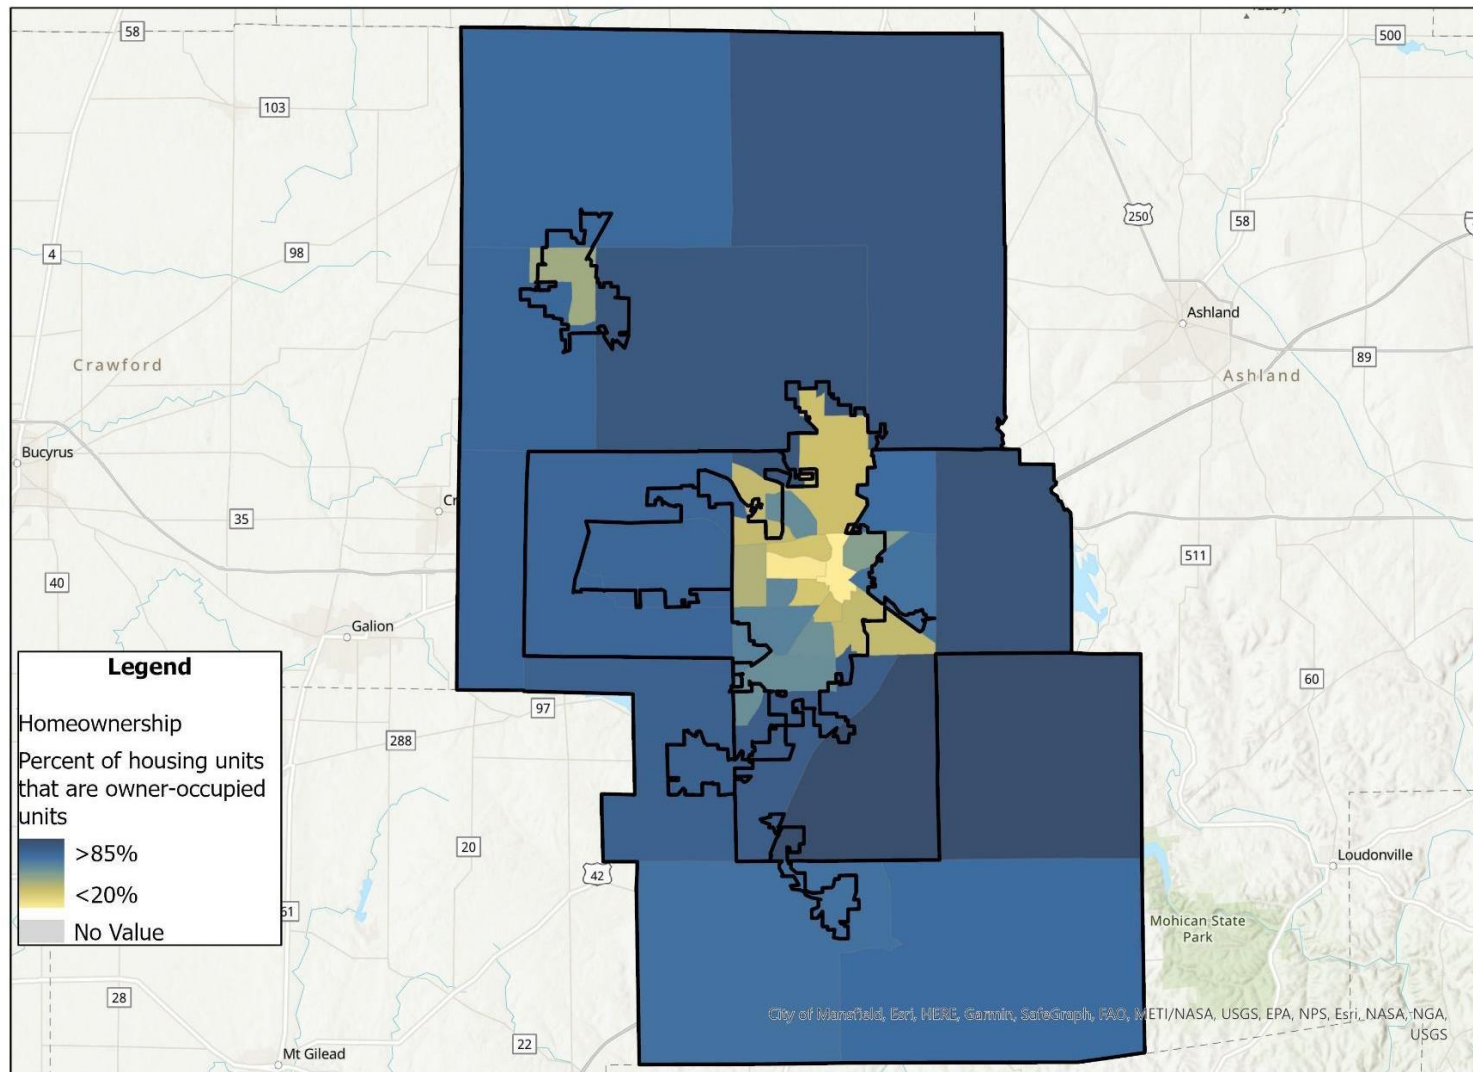 58
500
103
250
58
4
98
Ashland
89
Crawford
Ashland
Bucyrus
Cr
35
511
40
Galion
Legend
60
97
Homeownership
288
Percent of housing units
that are owner-occupied
units
>85%
20
Loudonville
<20%
42
61
No Value
Mohican State
Park
28
City of Mansfield, Esri, HERE, Garmin, SafeGraph, FAO, METI/NASA, USGS, EPA, NPS, Esri, NASA, NGA,
USGS
22
Mt Gilead